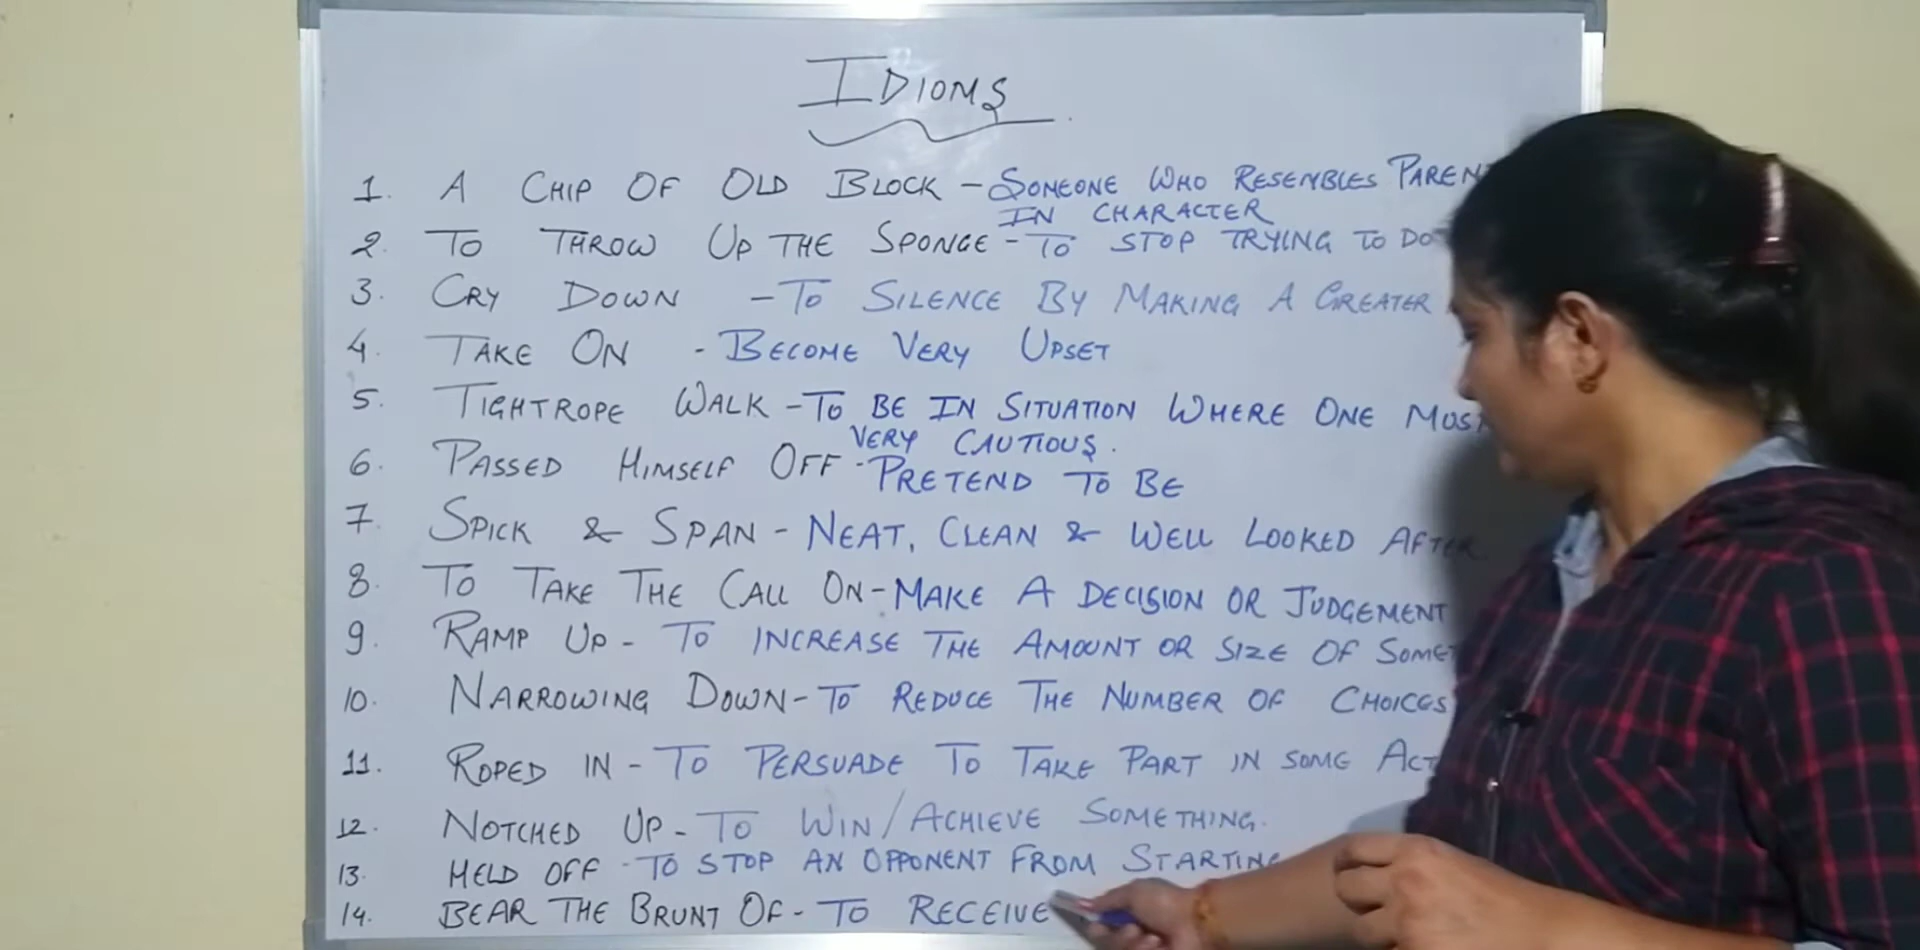 IDIOMS
1. A CHIP OF OLD BLOCK - SOMEONE WHO RESEMBLES
IN CHARACTER
2. TO THROW UP THE SPONGE - TO STOP TRYING TO DO
3. CRY DOWN - TO SILENCE BY MAKING A GREATER
4. TAKE ON - BECOME VERY UPSET
5. TIGHTROPE WALK - TO BE IN SITUATION WHERE ONE MUST
VERY CAUTIOUS.
6. PASSED HIMSELF OFF - PRETEND TO BE
7. SPICK & SPAN - NEAT, CLEAN & WELL LOOKED AFTER
8. TO TAKE THE CALL ON - MAKE A DECISION OR JUDGEMENT
9. RAMP UP - TO INCREASE THE AMOUNT OR SIZE OF
10. NARROWING DOWN - TO REDUCE THE NUMBER OF CHOICES
11. ROPED IN - TO PERSUADE TO TAKE PART IN SOME
12. NOTCHED UP - TO WIN/ACHIEVE SOMETHING.
13. HELD OFF - TO STOP AN OPPONENT FROM STARTING
14. BEAR THE BRUNT OF - TO RECEIVE